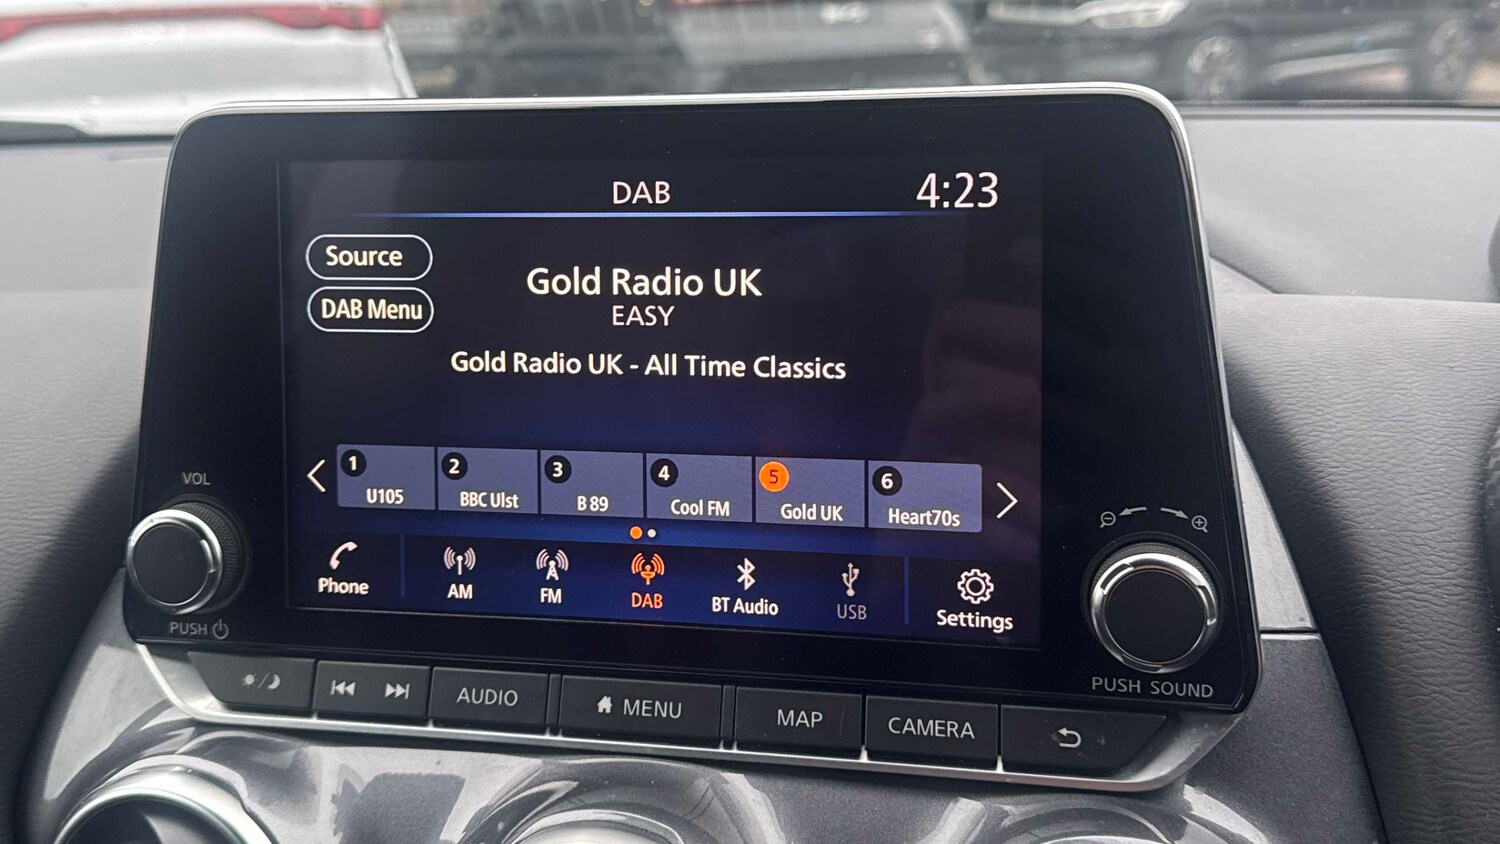 DAB
4:23
Source
DAB Menu
Gold Radio UK
EASY
Gold Radio UK - All Time Classics
1
U105
2
BBC Ulst
3
B 89
4
Cool FM
5
Gold UK
6
Heart70s
Phone
AM
FM
DAB
BT Audio
USB
Settings
VOL
PUSH
PUSH SOUND
AUDIO
MENU
MAP
CAMERA